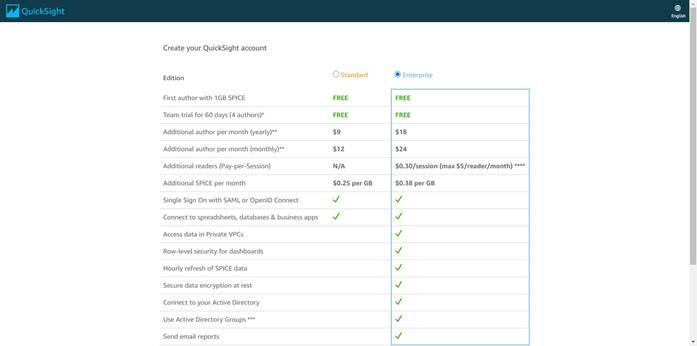 QuickSight
English
Create your QuickSight account
Edition Standard Enterprise
First author with 1GB SPICE FREE FREE
Team trial for 60 days (4 authors)* FREE FREE
Additional author per month (yearly)** $9 $18
Additional author per month (monthly)** $12 $24
Additional readers (Pay-per-Session) N/A $0.30/session (max $5/reader/month) ****
Additional SPICE per month $0.25 per GB $0.38 per GB
Single Sign On with SAML or OpenID Connect
Connect to spreadsheets, databases & business apps
Access data in Private VPCs
Row-level security for dashboards
Hourly refresh of SPICE data
Secure data encryption at rest
Connect to your Active Directory
Use Active Directory Groups ***
Send email reports